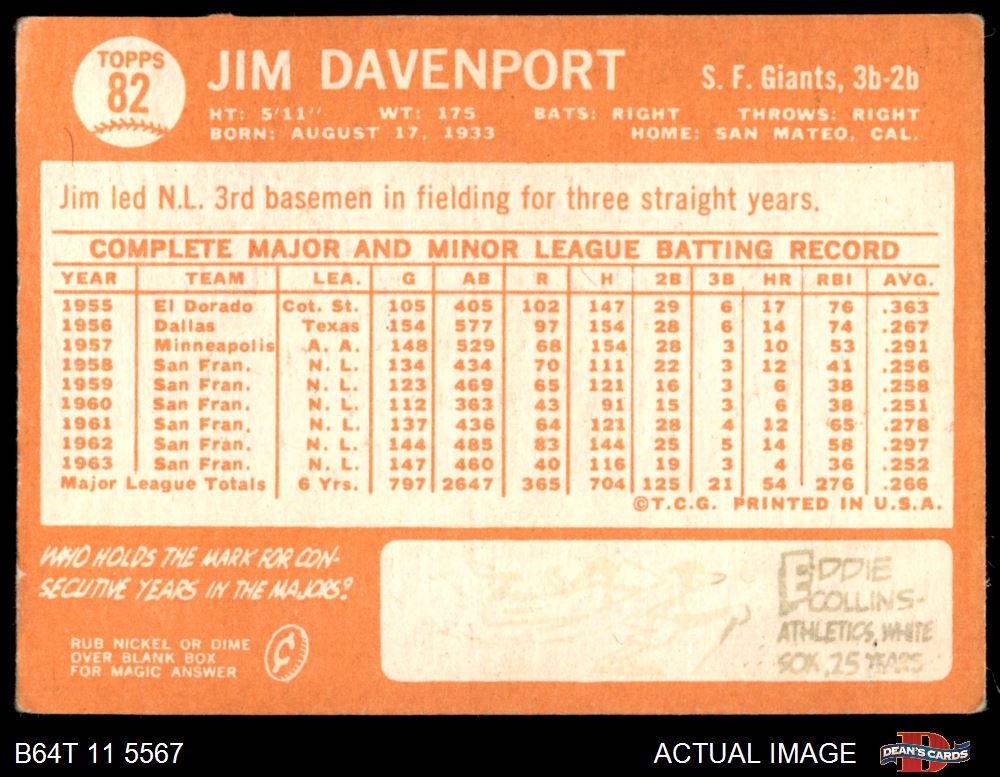 TOPPS
82
JIM DAVENPORT
S. F. Giants, 3b-2b
HT: 5'11" WT: 175 BATS: RIGHT THROWS: RIGHT
BORN: AUGUST 17, 1933 HOME: SAN MATEO, CAL.
Jim led N.L. 3rd basemen in fielding for three straight years.
COMPLETE MAJOR AND MINOR LEAGUE BATTING RECORD
YEAR TEAM LEA. G AB R H 2B 3B HR RBI AVG.
1955 El Dorado Cot. St. 105 405 102 147 29 6 17 76 .363
1956 Dallas Texas 154 577 97 154 28 6 14 74 .267
1957 Minneapolis A. A. 148 529 68 154 28 3 10 53 .291
1958 San Fran. N. L. 134 434 70 111 22 3 12 41 .256
1959 San Fran. N. L. 123 469 65 121 16 3 6 38 .258
1960 San Fran. N. L. 112 363 43 91 15 3 6 38 .251
1961 San Fran. N. L. 137 436 64 121 28 4 12 65 .278
1962 San Fran. N. L. 144 485 83 144 25 5 14 58 .297
1963 San Fran. N. L. 147 460 40 116 19 3 4 36 .252
Major League Totals 6 Yrs. 797 2647 365 704 125 21 54 276 .266
©T.C.G. PRINTED IN U.S.A.
WHO HOLDS THE MARK FOR CON-
SECUTIVE YEARS IN THE MAJORS?
RUB NICKEL OR DIME
OVER BLANK BOX
FOR MAGIC ANSWER
EDDIE
COLLINS-
ATHLETICS, WHITE
SOX, 25 YEARS
B64T 11 5567
ACTUAL IMAGE
DEAN'S CARDS